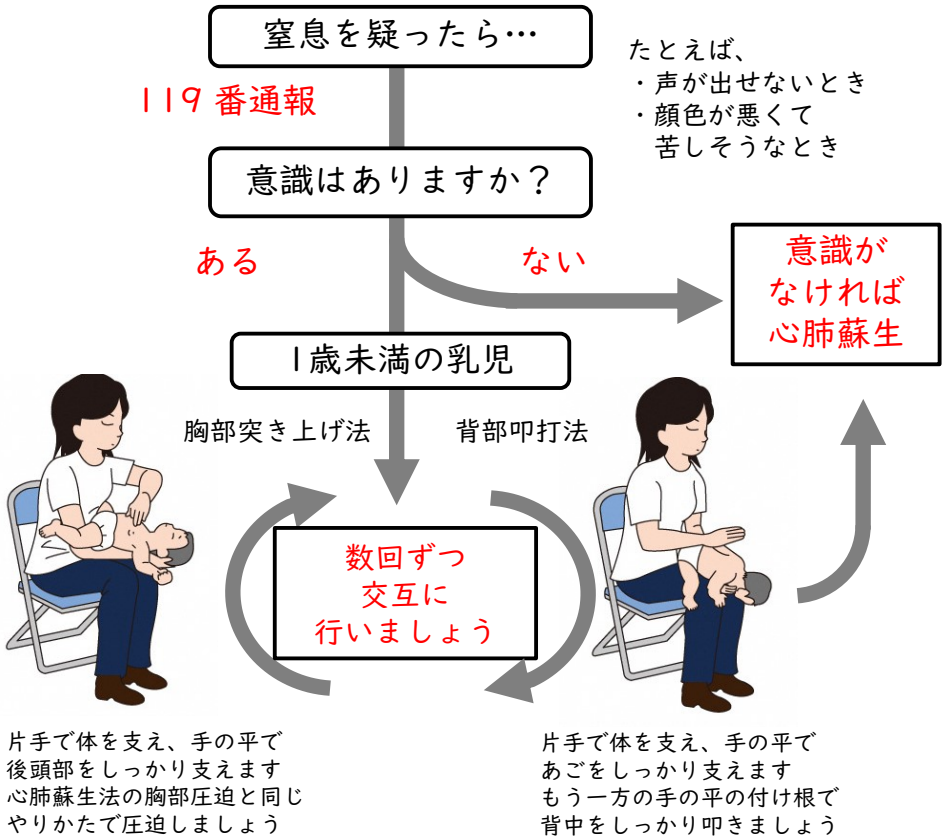 窒息を疑ったら…
たとえば、
・声が出せないとき
・顔色が悪くて
苦しそうなとき
119番通報
意識はありますか？
ある
ない
意識が
なければ
心肺蘇生
1歳未満の乳児
胸部突き上げ法
背部叩打法
数回ずつ
交互に
行いましょう
片手で体を支え、手の平で
後頭部をしっかり支えます
心肺蘇生法の胸部圧迫と同じ
やりかたで圧迫しましょう
片手で体を支え、手の平で
あごをしっかり支えます
もう一方の手の平の付け根で
背中をしっかり叩きましょう